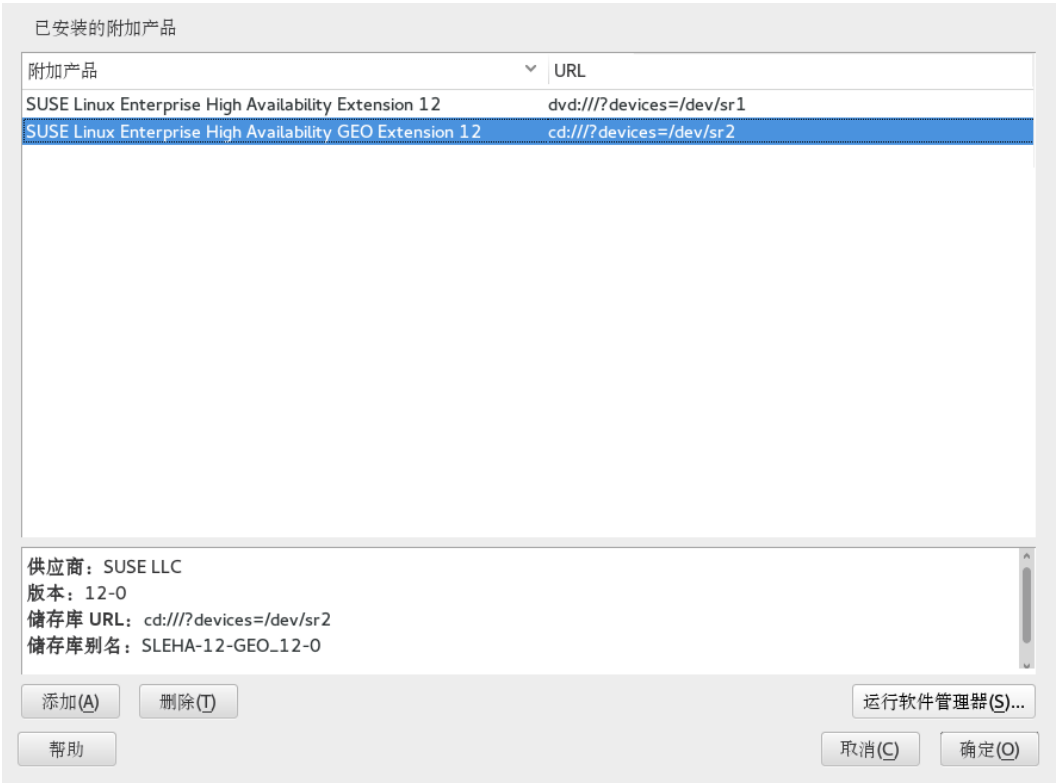 已安装的附加产品
附加产品 URL
SUSE Linux Enterprise High Availability Extension 12 dvd:///?devices=/dev/sr1
SUSE Linux Enterprise High Availability GEO Extension 12 cd:///?devices=/dev/sr2
供应商：SUSE LLC
版本：12-0
储存库 URL：cd:///?devices=/dev/sr2
储存库别名：SLEHA-12-GEO_12-0
添加(A) 删除(T) 运行软件管理器(S)...
帮助 取消(C) 确定(O)